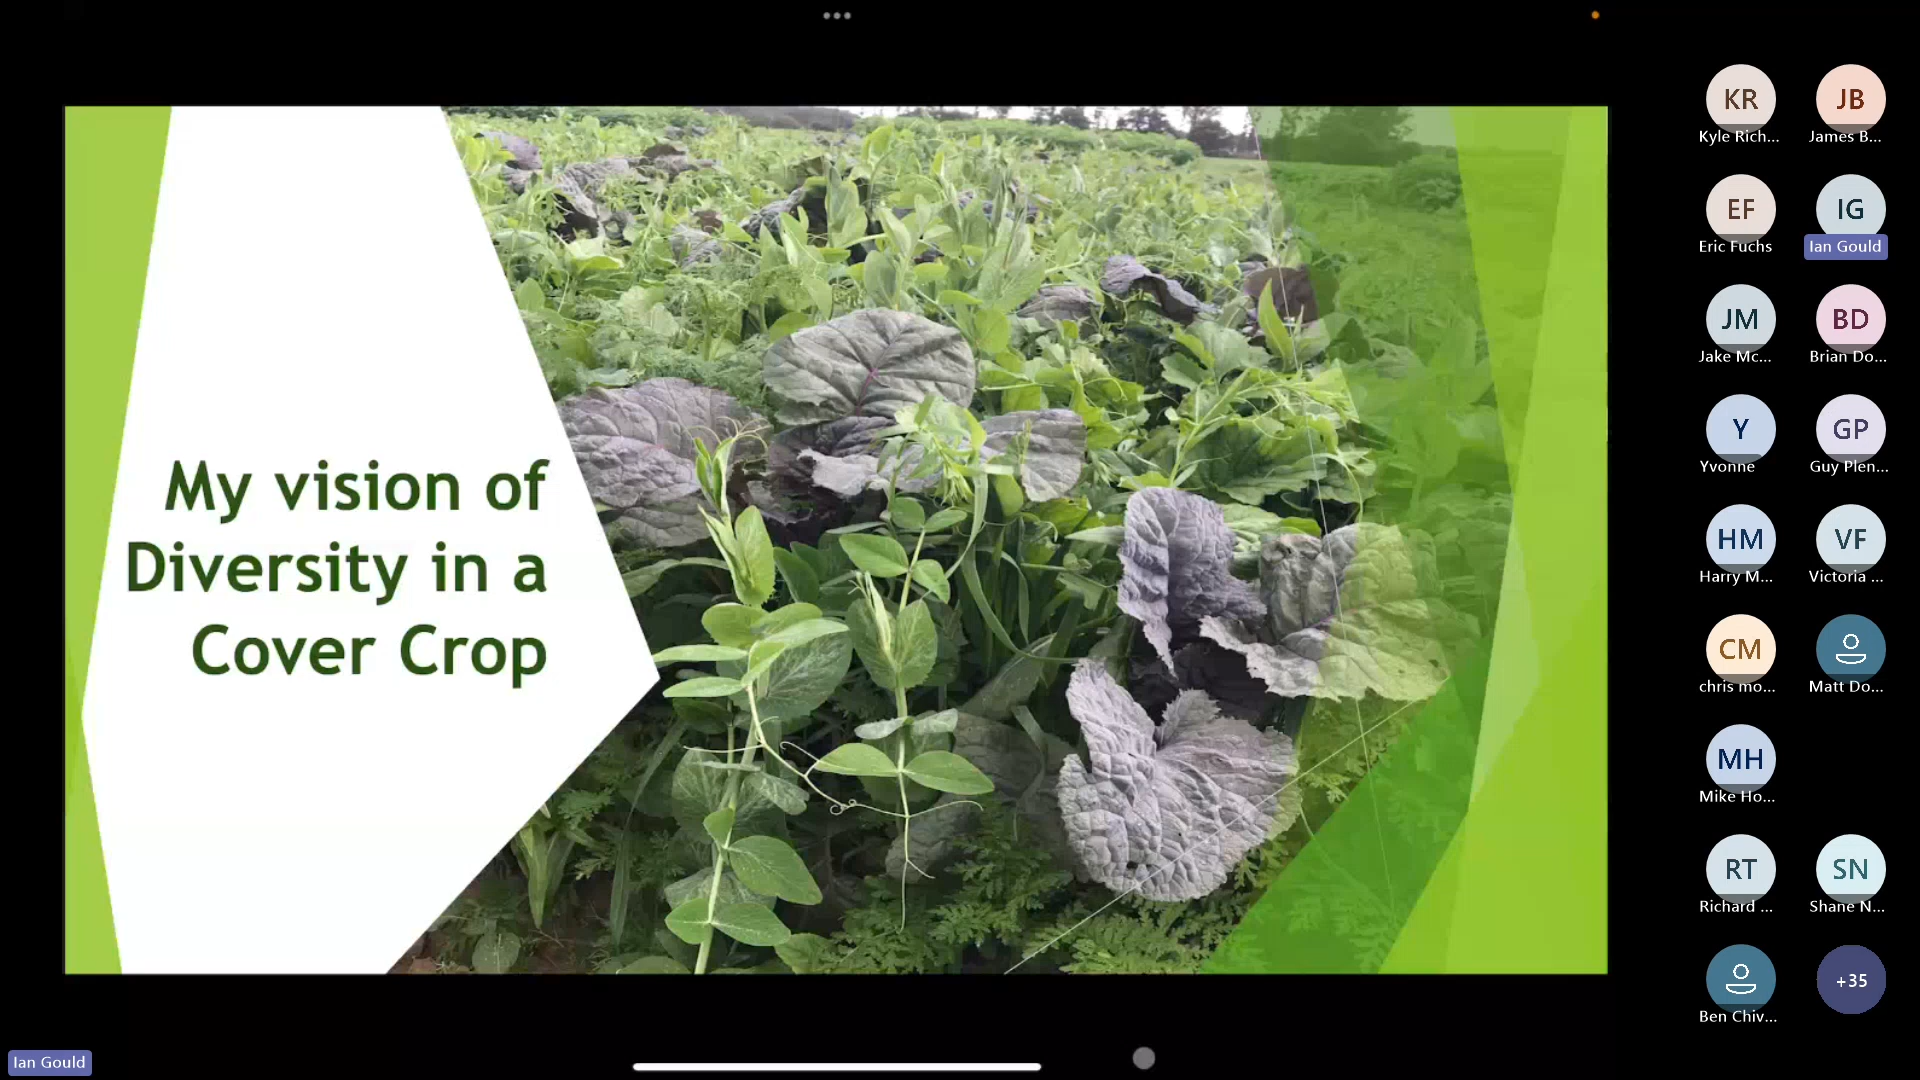 My vision of
Diversity in a
Cover Crop
KR
Kyle Rich...
JB
James B...
EF
Eric Fuchs
IG
Ian Gould
JM
Jake Mc...
BD
Brian Do...
Y
Yvonne
GP
Guy Plen...
HM
Harry M...
VF
Victoria ...
CM
chris mo...
Matt Do...
MH
Mike Ho...
RT
Richard ...
SN
Shane N...
Ben Chiv...
+35
Ian Gould